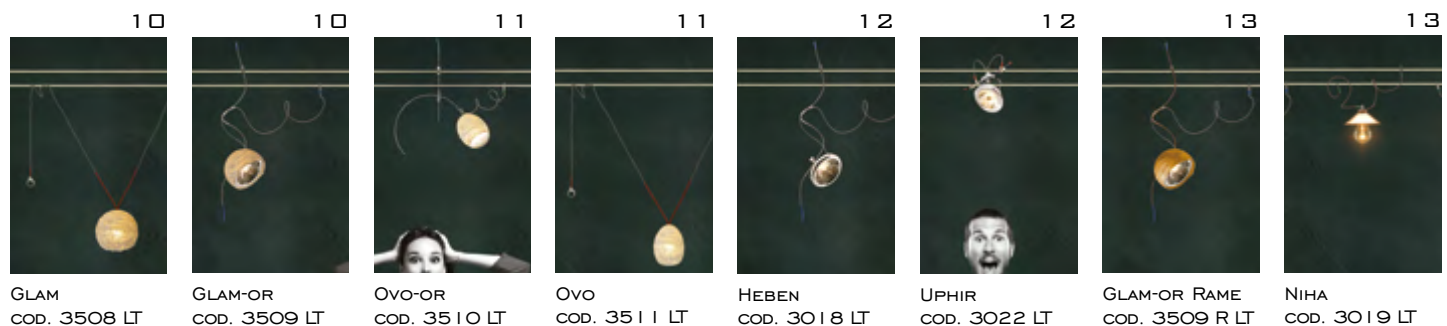 10
10
11
11
12
12
13
13
Glam
cod. 3508 LT
Glam-or
cod. 3509 LT
Ovo-or
cod. 3510 LT
Ovo
cod. 3511 LT
Heben
cod. 3018 LT
Uphir
cod. 3022 LT
Glam-or Rame
cod. 3509 R LT
Niha
cod. 3019 LT